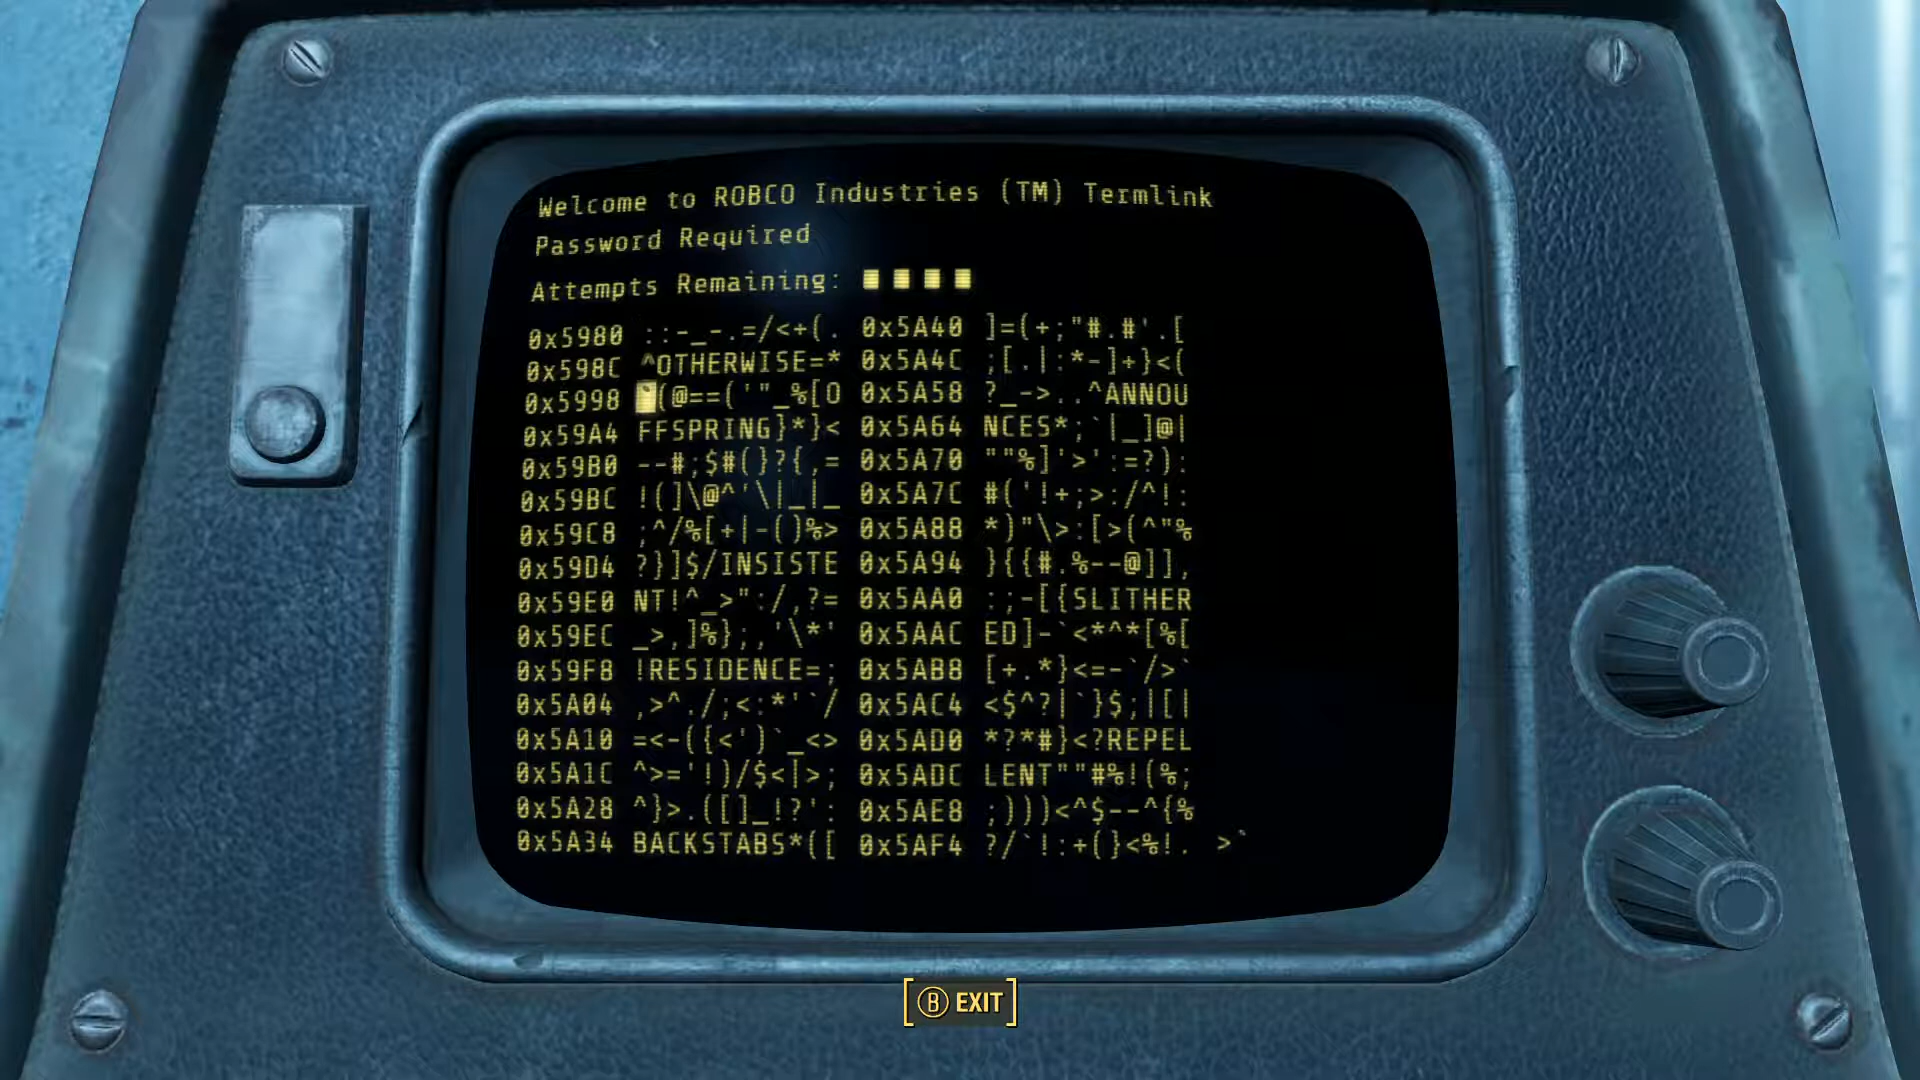 Welcome to ROBCO Industries (TM) Termlink
Password Required
Attempts Remaining: ■ ■ ■ ■
0x5980 ::-_-.=/<+(. 0x5A40 ]=(+;"#.#'.[
0x598C ^OTHERWISE=* 0x5A4C ;[.|:*-]+}<(
0x5998 `(@==('"_%[O 0x5A58 ?_->..^ANNOU
0x59A4 FFSPRING}*}< 0x5A64 NCES*;`|_]@|
0x59B0 --#;$#(}?{,= 0x5A70 ""%]'>':=?):
0x59BC !(]\@^'\|_|_ 0x5A7C #('!+;>:/^!:
0x59C8 ;^/%[+|-()%> 0x5A88 *)"\>:[>(^"%
0x59D4 ?}]$/INSISTE 0x5A94 }{{#.%--@]],
0x59E0 NT!^_>":/,?= 0x5AA0 :;-[{SLITHER
0x59EC _>,]%};,'\*' 0x5AAC ED]-`<*^*[%[
0x59F8 !RESIDENCE=; 0x5AB8 [+.*}<=-`/>`
0x5A04 ,>^./;<:*'`/ 0x5AC4 <$^?|`}$;|[|
0x5A10 =<-({<')`_<> 0x5AD0 *?*#}<?REPEL
0x5A1C ^>='!)/$<|>; 0x5ADC LENT""#%!(%;
0x5A28 ^}>.([]_!?': 0x5AE8 ;)))<^$--^{%
0x5A34 BACKSTABS*([ 0x5AF4 ?/`!:+(}<%!. >`
[Ⓑ EXIT]